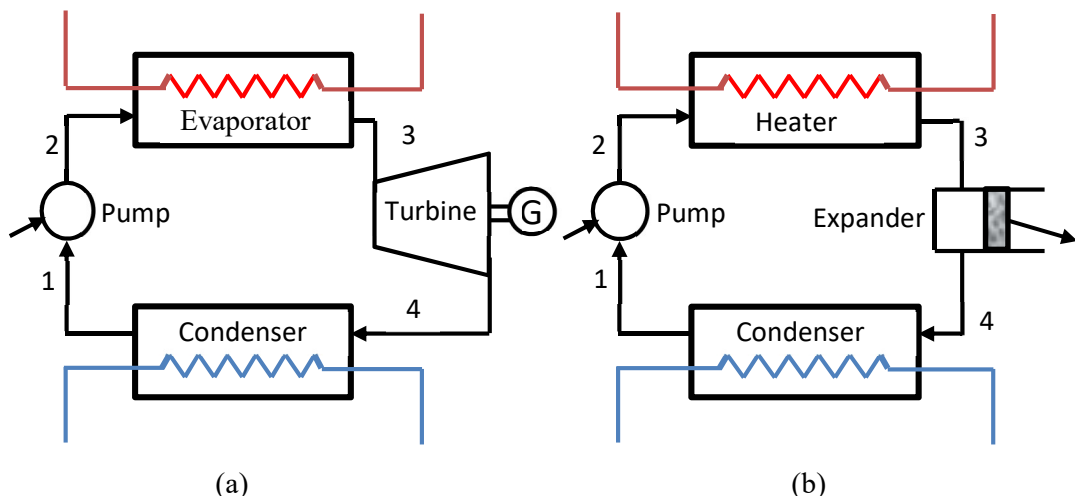 Evaporator
2
3
Pump
Turbine
G
1
4
Condenser
(a)
Heater
2
3
Pump
Expander
1
4
Condenser
(b)